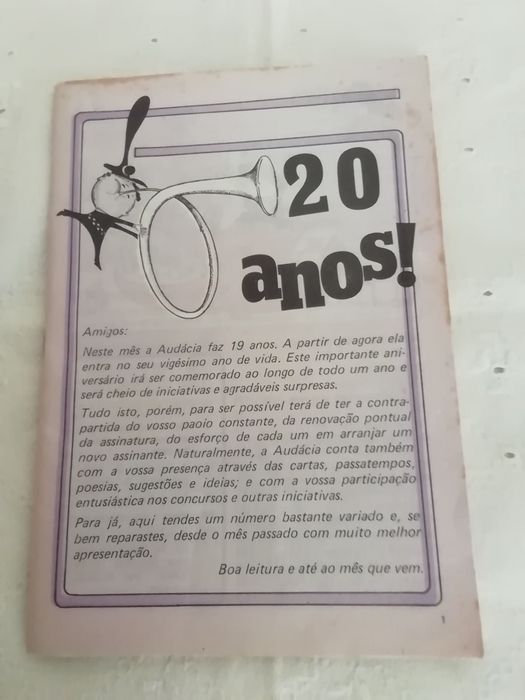 20
anos!
Amigos:
Neste mês a Audácia faz 19 anos. A partir de agora ela
entra no seu vigésimo ano de vida. Este importante ani-
versário irá ser comemorado ao longo de todo um ano e
será cheio de iniciativas e agradáveis surpresas.
Tudo isto, porém, para ser possível terá de ter a contra-
partida do vosso paoio constante, da renovação pontual
da assinatura, do esforço de cada um em arranjar um
novo assinante. Naturalmente, a Audácia conta também
com a vossa presença através das cartas, passatempos,
poesias, sugestões e ideias; e com a vossa participação
entusiástica nos concursos e outras iniciativas.
Para já, aqui tendes um número bastante variado e, se
bem reparastes, desde o mês passado com muito melhor
apresentação.
Boa leitura e até ao mês que vem.
1